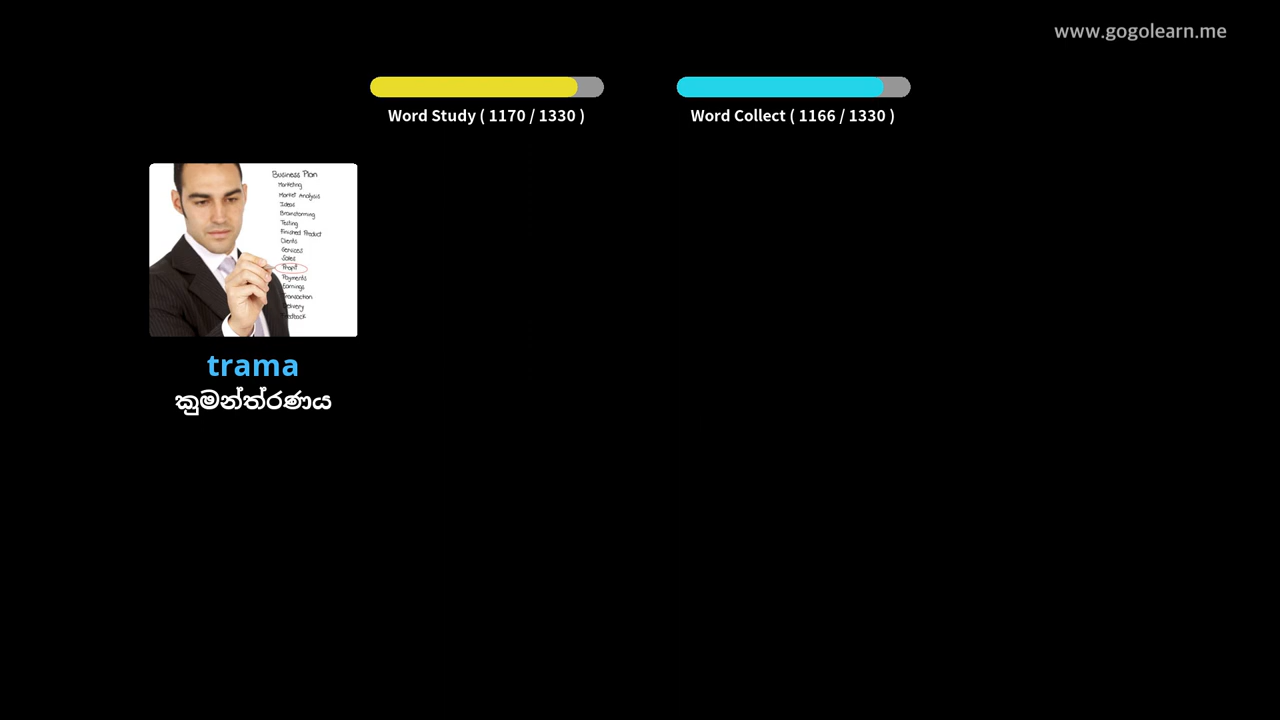 www.gogolearn.me
Word Study ( 1170 / 1330 )
Word Collect ( 1166 / 1330 )
Business Plan
Marketing
Market Analysis
Ideas
Brainstorming
Testing
Finished Product
Clients
Services
Sales
Profit
Payments
Earnings
Transaction
Delivery
Feedback
trama
කුමන්ත්රණය